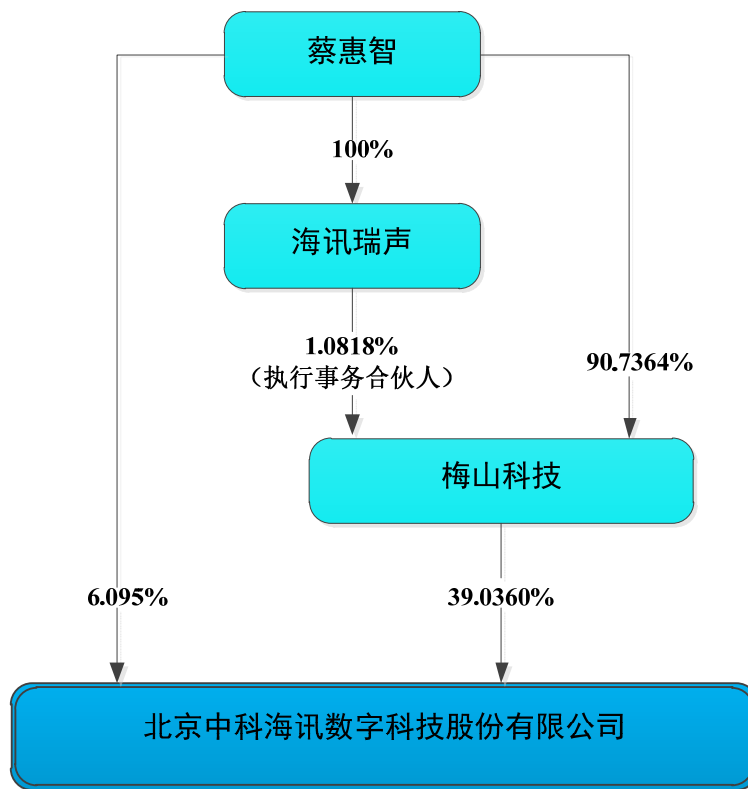 蔡惠智
100%
海讯瑞声
1.0818%
（执行事务合伙人）
90.7364%
梅山科技
6.095%
39.0360%
北京中科海讯数字科技股份有限公司